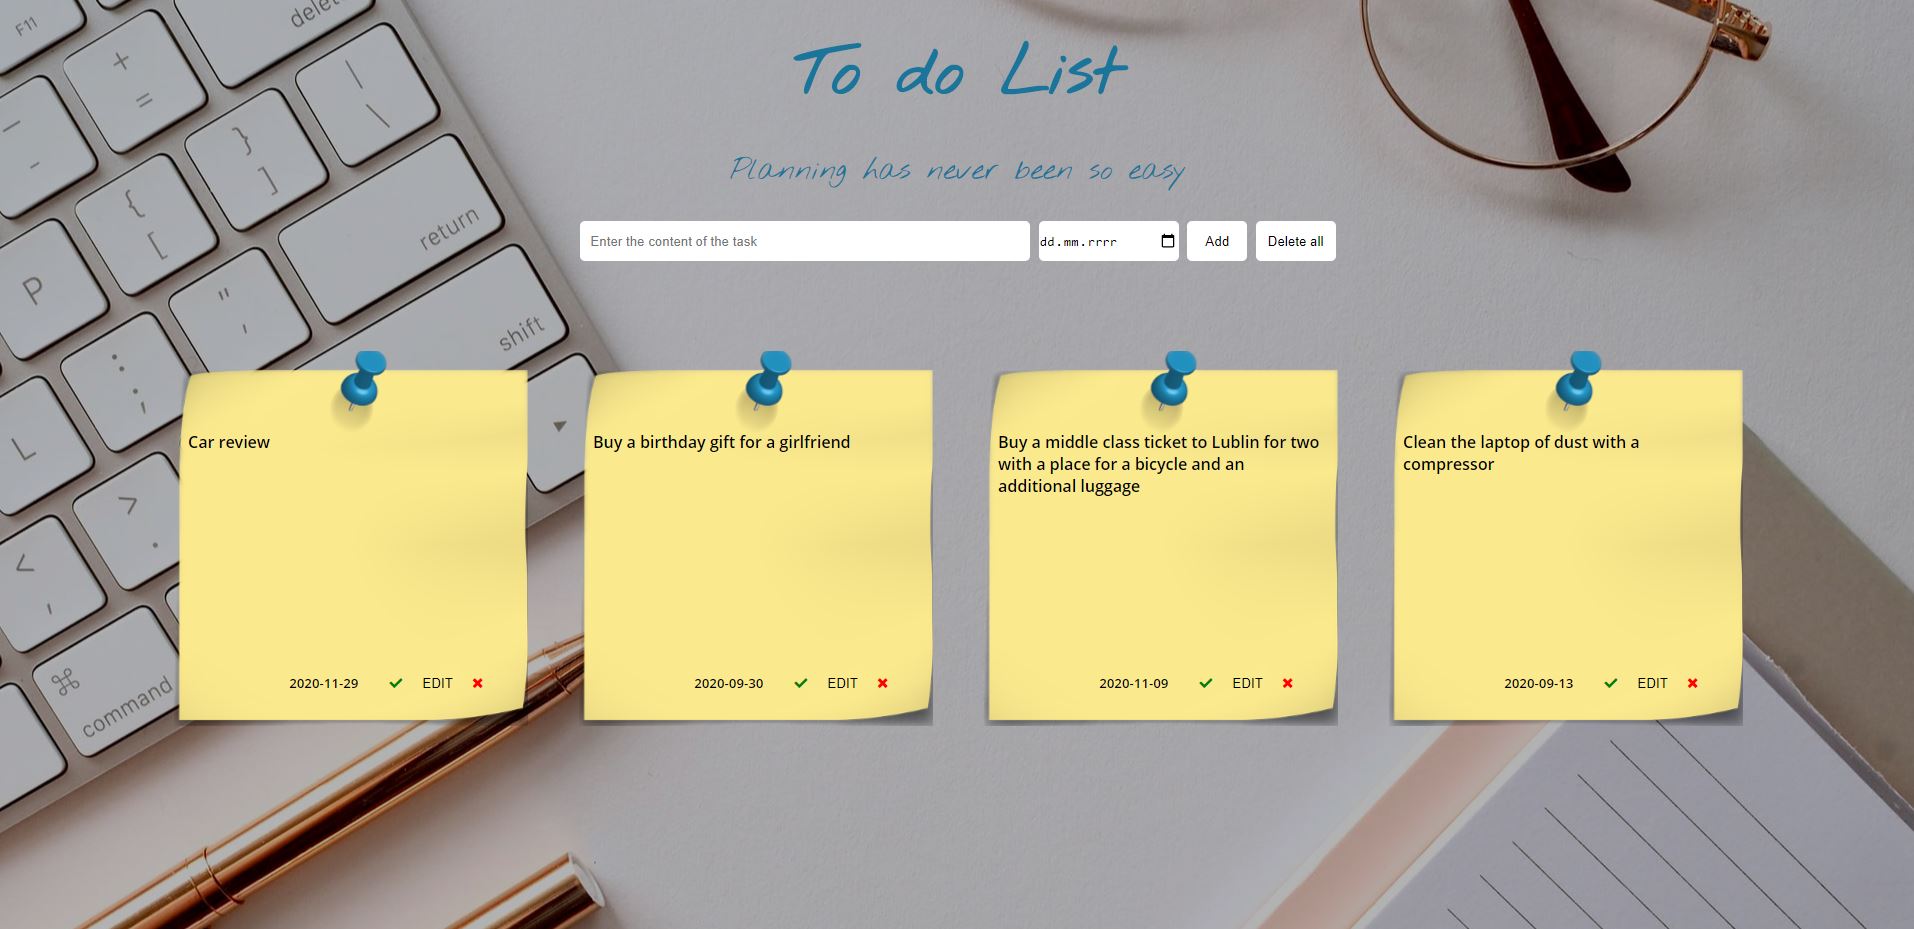 To do List
Planning has never been so easy
Enter the content of the task
dd.mm.rrrr
Add
Delete all
Car review
2020-11-29 EDIT
Buy a birthday gift for a girlfriend
2020-09-30 EDIT
Buy a middle class ticket to Lublin for two
with a place for a bicycle and an
additional luggage
2020-11-09 EDIT
Clean the laptop of dust with a
compressor
2020-09-13 EDIT
F11
delete
+
=
|
\
—
-
}
]
{
[
return
P
"
,
shift
:
;
L
>
.
<
,
⌘
command